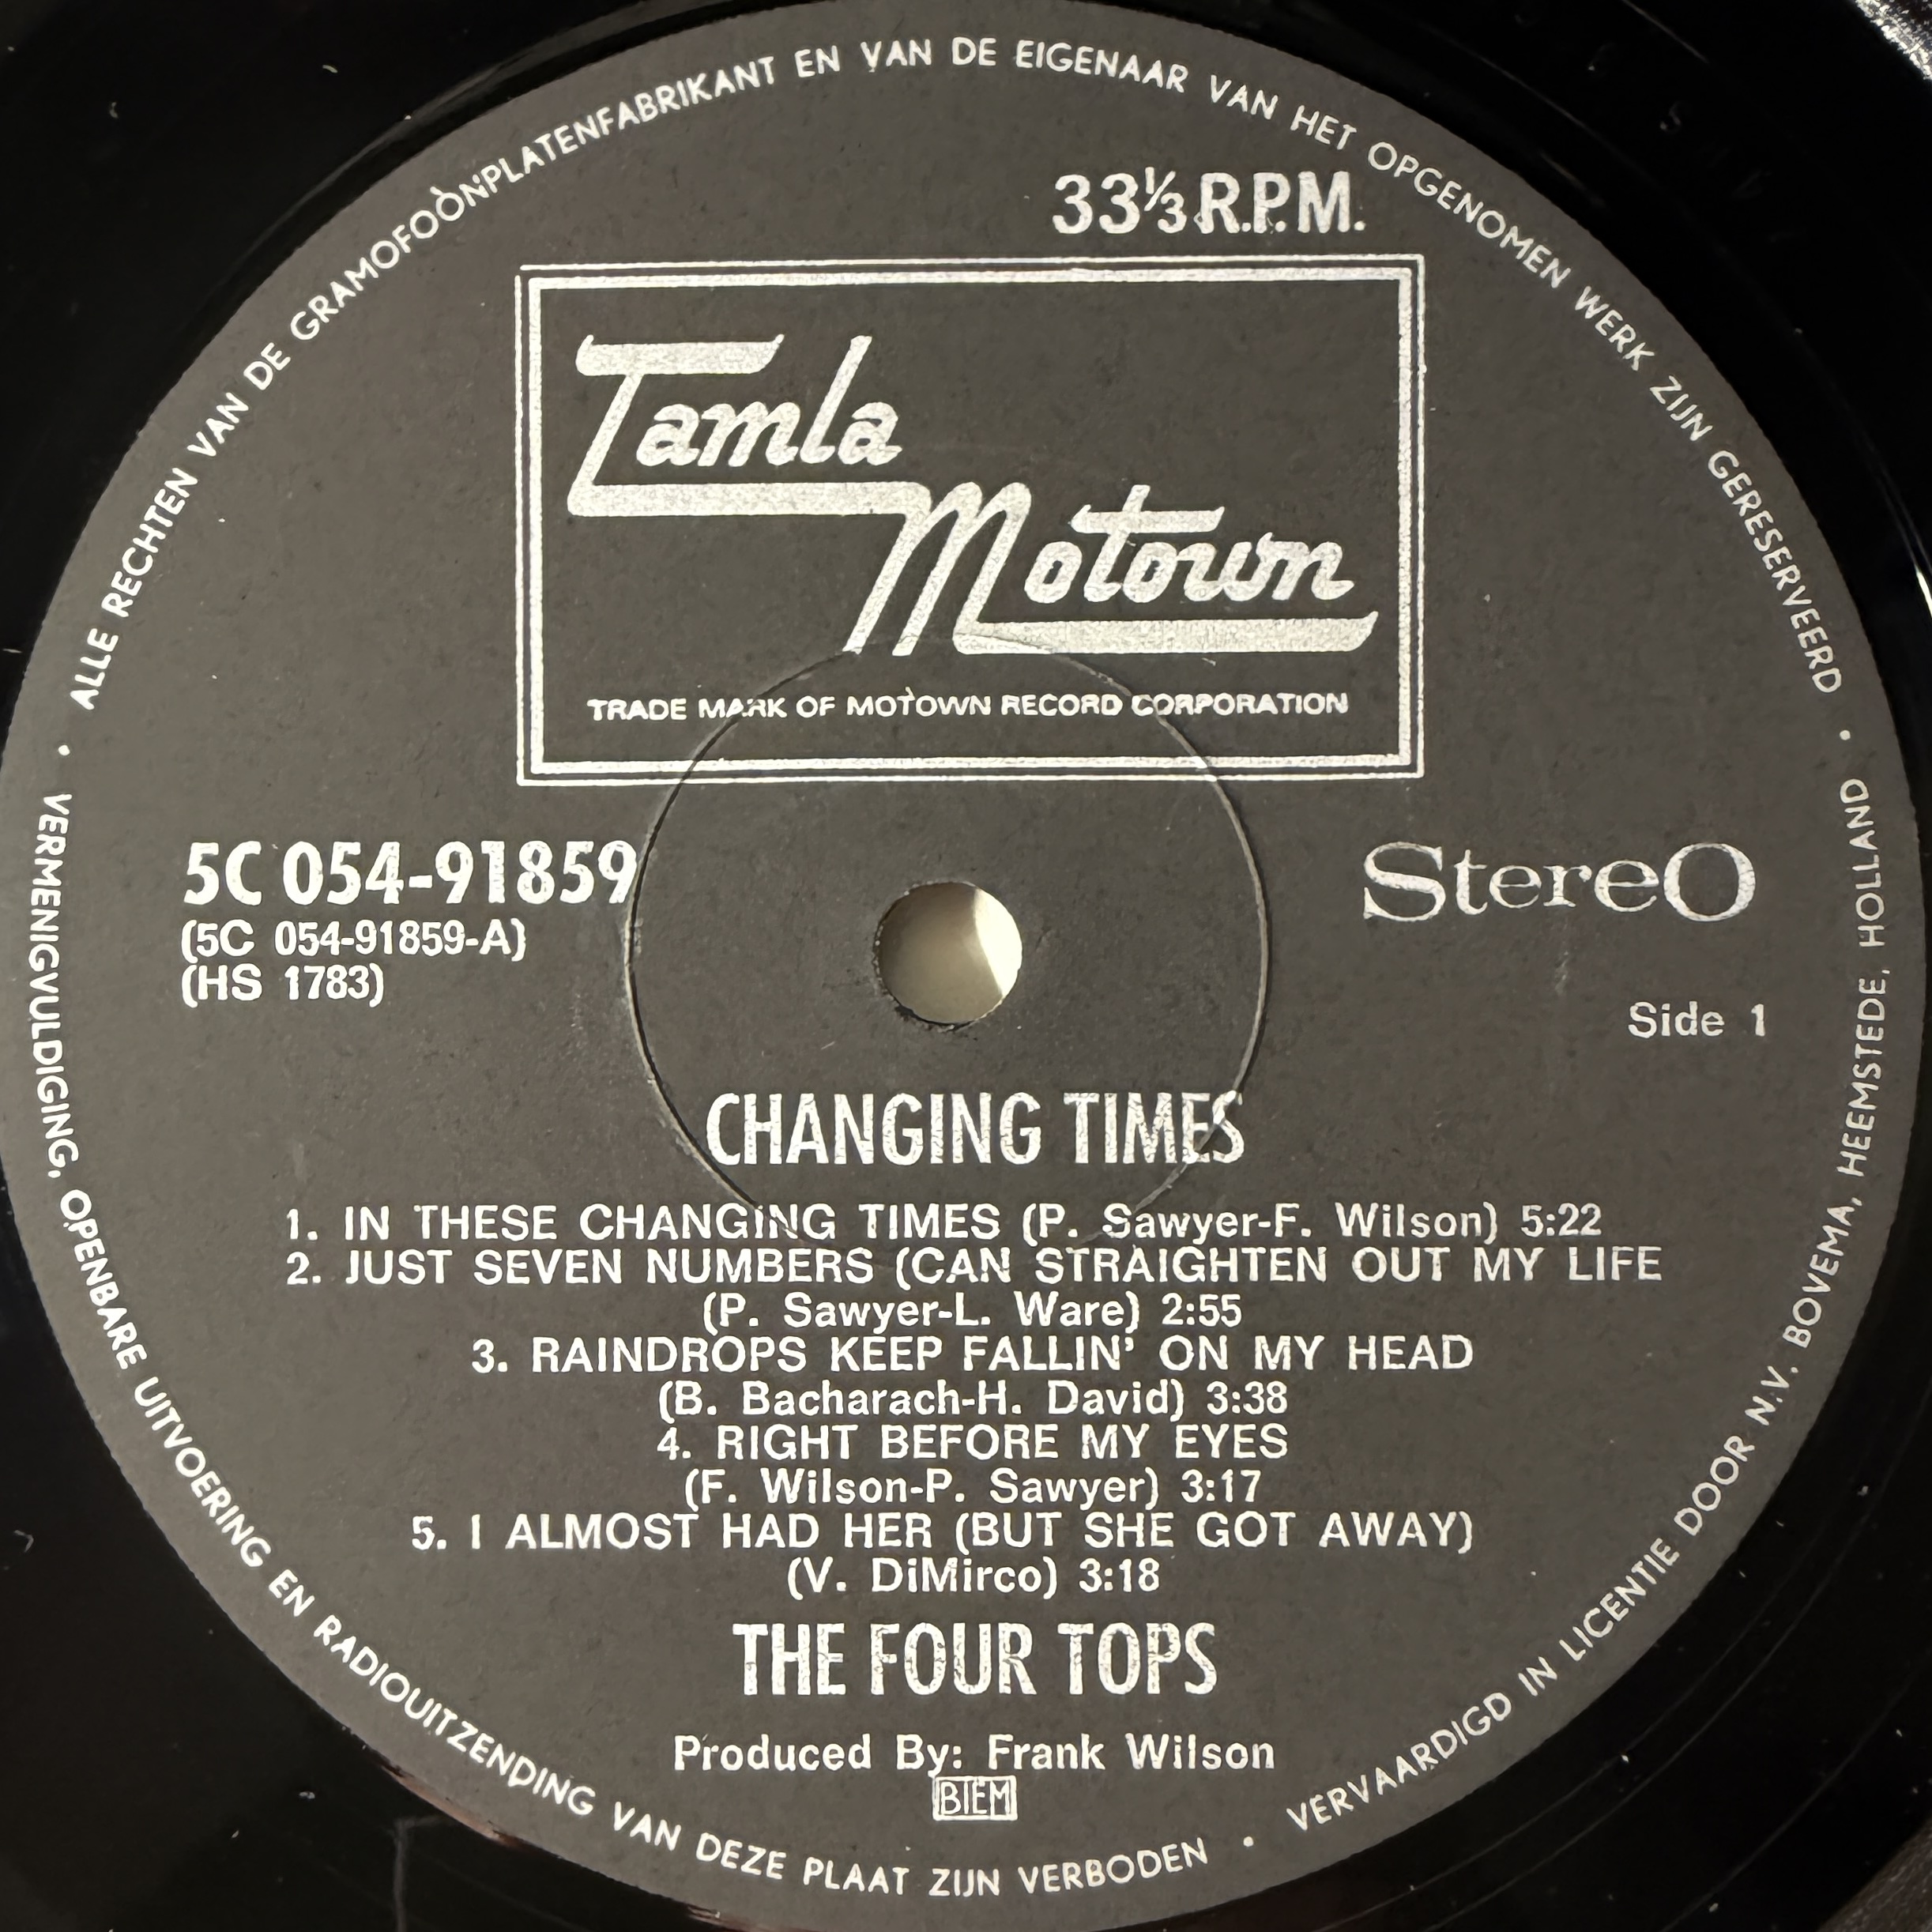 ALLE RECHTEN VAN DE GRAMOFOONPLATENFABRIKANT EN VAN DE EIGENAAR VAN HET OPGENOMEN WERK ZIJN GERESERVEERD •
33⅓ R.P.M.
Tamla
Motown
TRADE MARK OF MOTOWN RECORD CORPORATION
5C 054-91859
(5C 054-91859-A)
(HS 1783)
StereO
Side 1
CHANGING TIMES
1. IN THESE CHANGING TIMES (P. Sawyer-F. Wilson) 5:22
2. JUST SEVEN NUMBERS (CAN STRAIGHTEN OUT MY LIFE
(P. Sawyer-L. Ware) 2:55
3. RAINDROPS KEEP FALLIN' ON MY HEAD
(B. Bacharach-H. David) 3:38
4. RIGHT BEFORE MY EYES
(F. Wilson-P. Sawyer) 3:17
5. I ALMOST HAD HER (BUT SHE GOT AWAY)
(V. DiMirco) 3:18
THE FOUR TOPS
Produced By: Frank Wilson
BIEM
• VERMENIGVULDIGING, OPENBARE UITVOERING EN RADIOUITZENDING VAN DEZE PLAAT ZIJN VERBODEN • VERVAARDIGD IN LICENTIE DOOR N.V. BOVEMA, HEEMSTEDE, HOLLAND